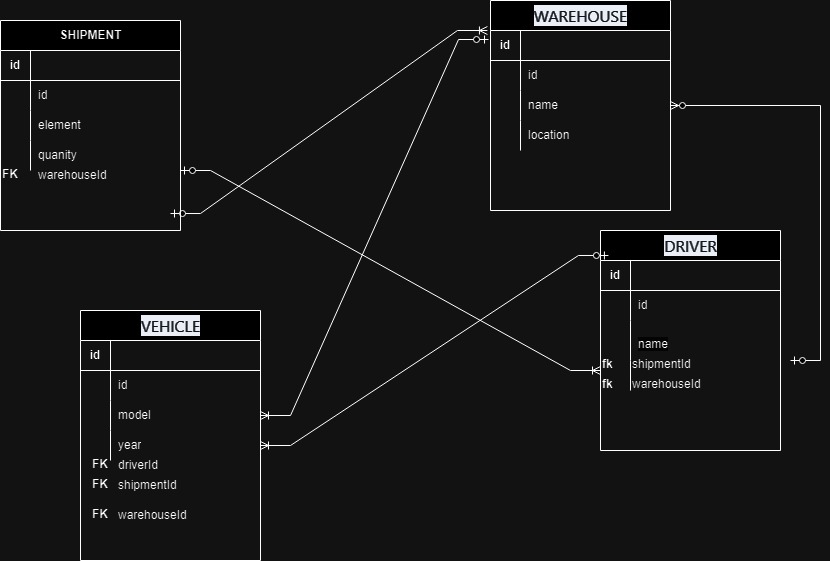 SHIPMENT
id
id
element
quanity
FK warehouseId
WAREHOUSE
id
id
name
location
VEHICLE
id
id
model
year
FK driverId
FK shipmentId
FK warehouseId
DRIVER
id
id
name
fk shipmentId
fk warehouseId